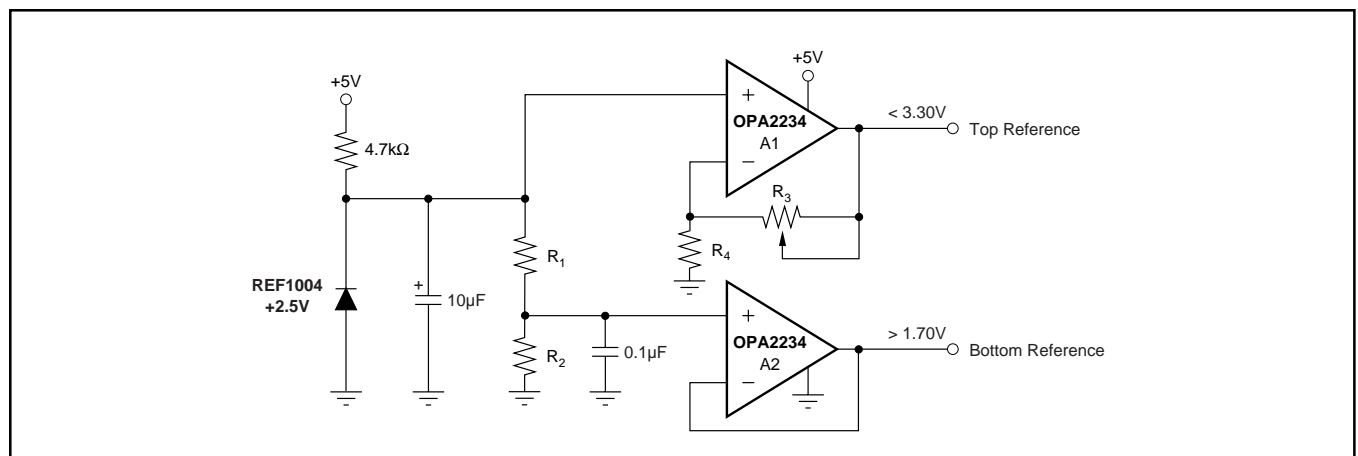 +5V
4.7kΩ
REF1004
+2.5V
+
10µF
R1
R2
0.1µF
+5V
+
OPA2234
A1
−
R3
R4
< 3.30V
Top Reference
+
OPA2234
A2
−
> 1.70V
Bottom Reference